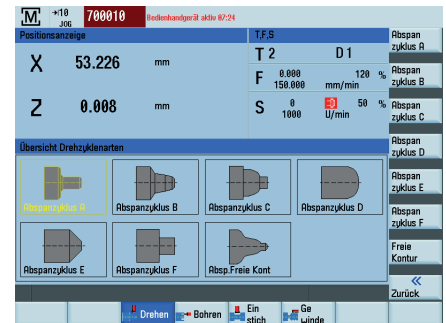 M →10 JOG 700010 Bedienhandgerät aktiv 87:24
Positionsanzeige
X 53.226 mm
Z 0.008 mm
T,F,S
T 2 D 1
F 0.000 120 %
150.000 mm/min
S 0 50 %
1000 U/min
Übersicht Drehzyklenarten
Abspanzyklus A Abspanzyklus B Abspanzyklus C Abspanzyklus D
Abspanzyklus E Abspanzyklus F Absp.Freie Kont
Abspan
zyklus A
Abspan
zyklus B
Abspan
zyklus C
Abspan
zyklus D
Abspan
zyklus E
Abspan
zyklus F
Freie
Kontur
«
Zurück
Drehen
Bohren
Ein
stich
Ge
winde